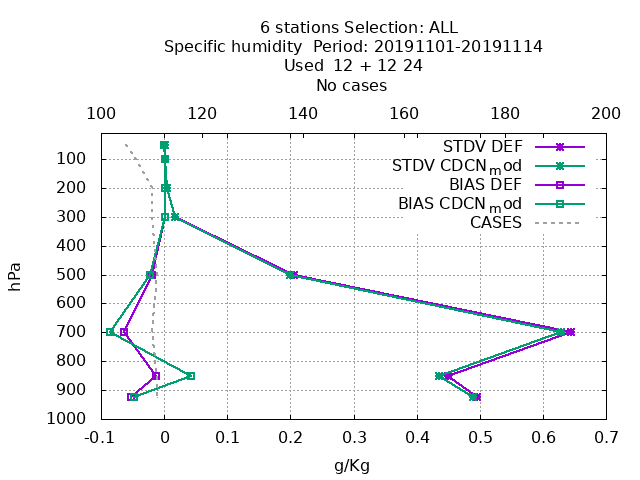 6 stations Selection: ALL
Specific humidity  Period: 20191101-20191114
Used  12 + 12 24
No cases
100 120 140 160 180 200
STDV DEF
STDV CDCNmod
BIAS DEF
BIAS CDCNmod
CASES
hPa
100
200
300
400
500
600
700
800
900
1000
-0.1 0 0.1 0.2 0.3 0.4 0.5 0.6 0.7
g/Kg